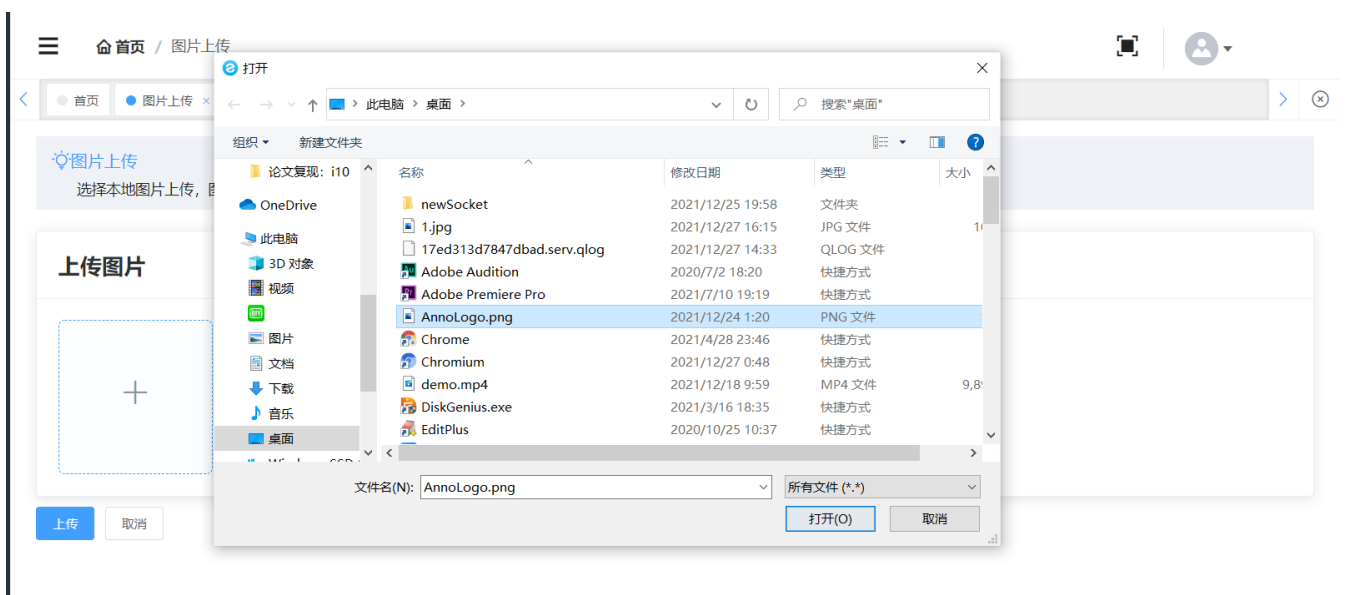 首页 / 图片上传
打开
首页
图片上传 ×
此电脑 > 桌面 >
搜索"桌面"
组织
新建文件夹
图片上传
选择本地图片上传，
上传图片
论文复现：i10
OneDrive
此电脑
3D 对象
视频
图片
文档
下载
音乐
桌面
名称 修改日期 类型 大小
newSocket 2021/12/25 19:58 文件夹
1.jpg 2021/12/27 16:15 JPG 文件
17ed313d7847dbad.serv.qlog 2021/12/27 14:33 QLOG 文件
Adobe Audition 2020/7/2 18:20 快捷方式
Adobe Premiere Pro 2021/7/10 19:19 快捷方式
AnnoLogo.png 2021/12/24 1:20 PNG 文件
Chrome 2021/4/28 23:46 快捷方式
Chromium 2021/12/27 0:48 快捷方式
demo.mp4 2021/12/18 9:59 MP4 文件
DiskGenius.exe 2021/3/16 18:35 快捷方式
EditPlus 2020/10/25 10:37 快捷方式
文件名(N): AnnoLogo.png
所有文件 (*.*)
打开(O) 取消
上传 取消